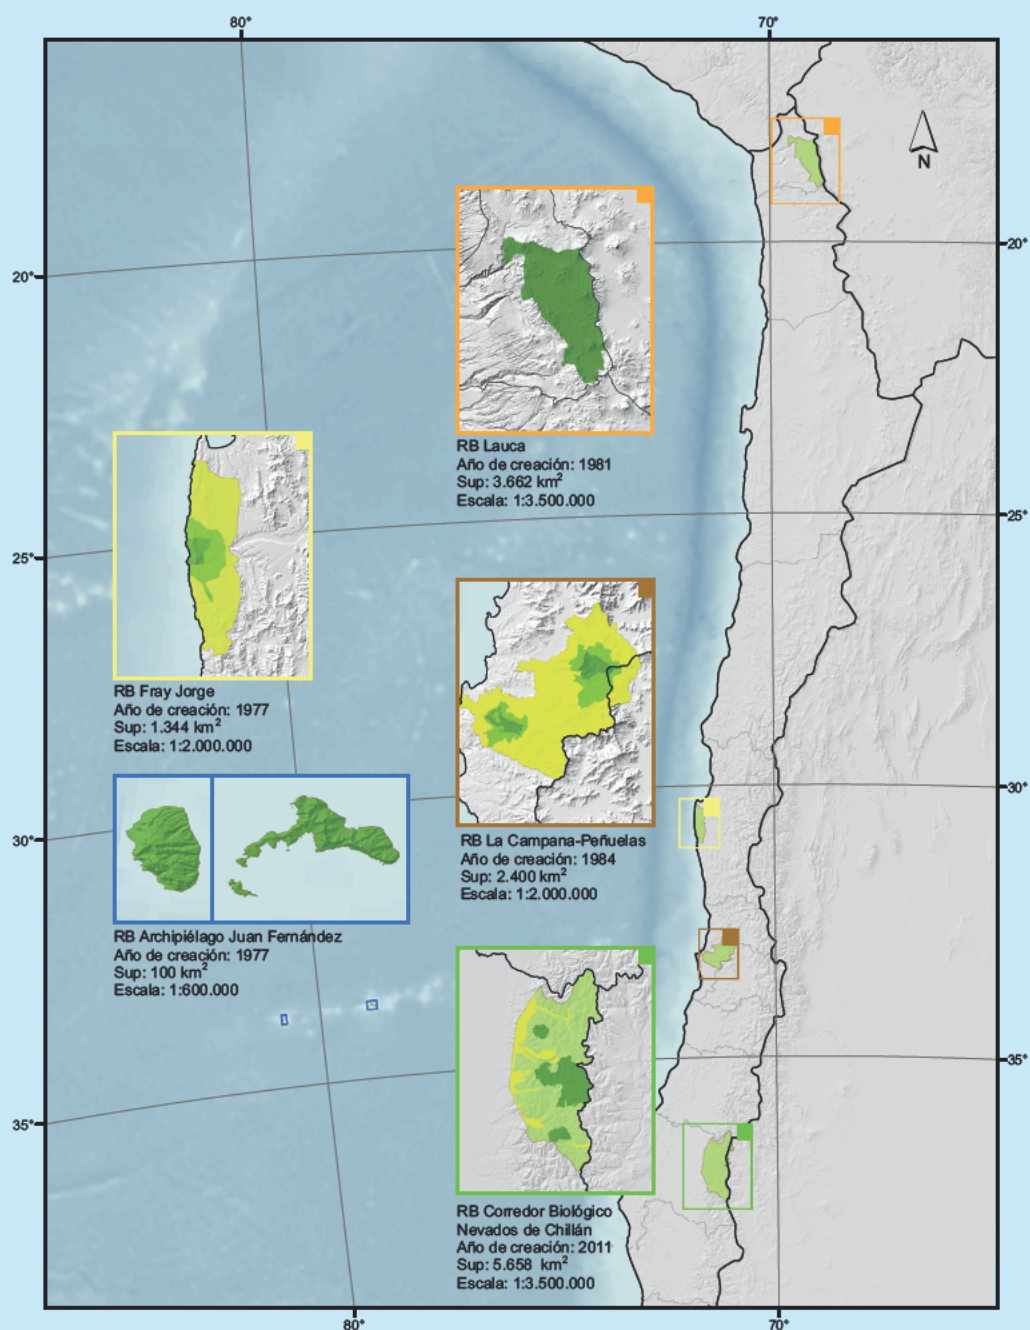 80°
70°
N
20°
20°
RB Lauca
Año de creación: 1981
Sup: 3.662 km²
Escala: 1:3.500.000
25°
25°
RB Fray Jorge
Año de creación: 1977
Sup: 1.344 km²
Escala: 1:2.000.000
30°
30°
RB La Campana-Peñuelas
Año de creación: 1984
Sup: 2.400 km²
Escala: 1:2.000.000
RB Archipiélago Juan Fernández
Año de creación: 1977
Sup: 100 km²
Escala: 1:600.000
35°
35°
RB Corredor Biológico
Nevados de Chillán
Año de creación: 2011
Sup: 5.658 km²
Escala: 1:3.500.000
80°
70°